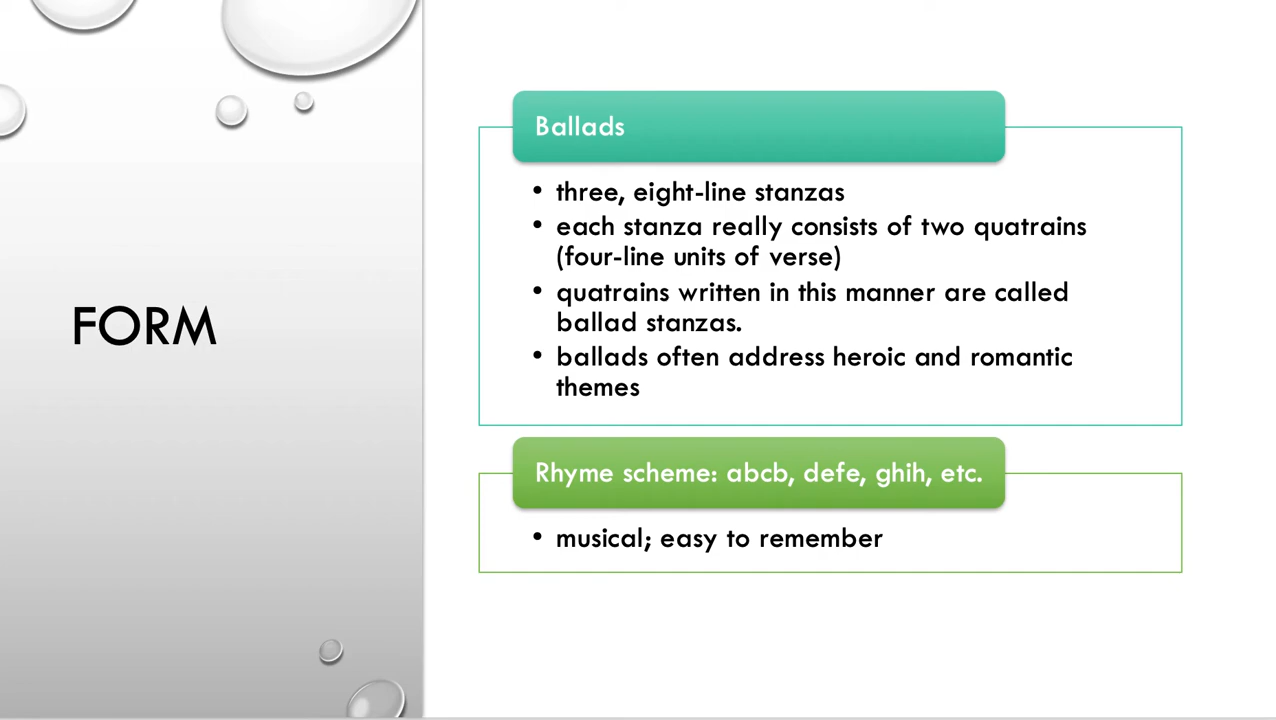 FORM
Ballads
• three, eight-line stanzas
• each stanza really consists of two quatrains
(four-line units of verse)
• quatrains written in this manner are called
ballad stanzas.
• ballads often address heroic and romantic
themes
Rhyme scheme: abcb, defe, ghih, etc.
• musical; easy to remember